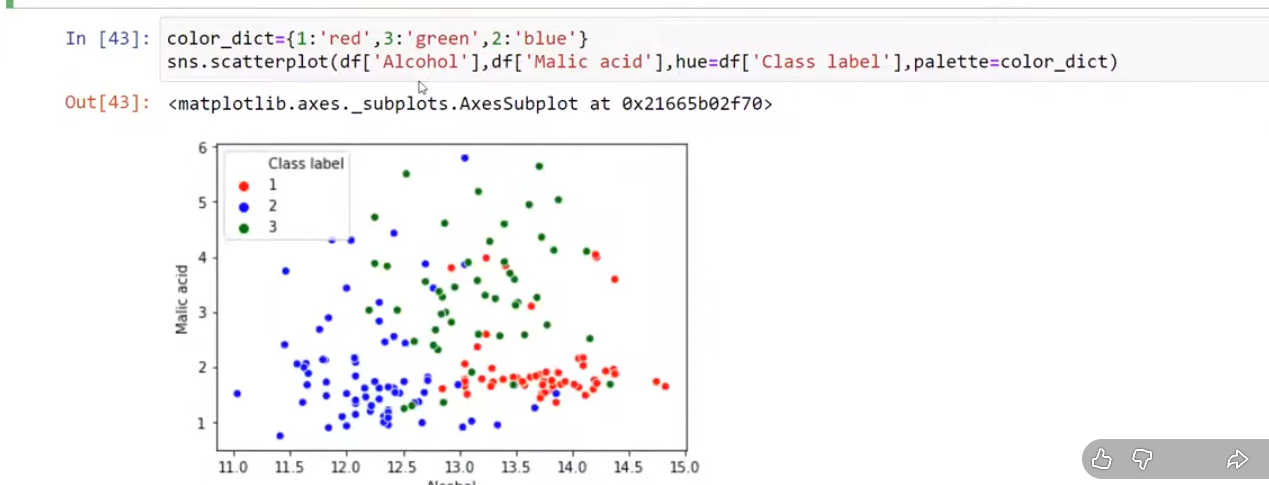 In [43]: color_dict={1:'red',3:'green',2:'blue'}
sns.scatterplot(df['Alcohol'],df['Malic acid'],hue=df['Class label'],palette=color_dict)
Out[43]: <matplotlib.axes._subplots.AxesSubplot at 0x21665b02f70>
Class label
1
2
3
6
5
4
3
2
1
Malic acid
11.0 11.5 12.0 12.5 13.0 13.5 14.0 14.5 15.0
Alcohol